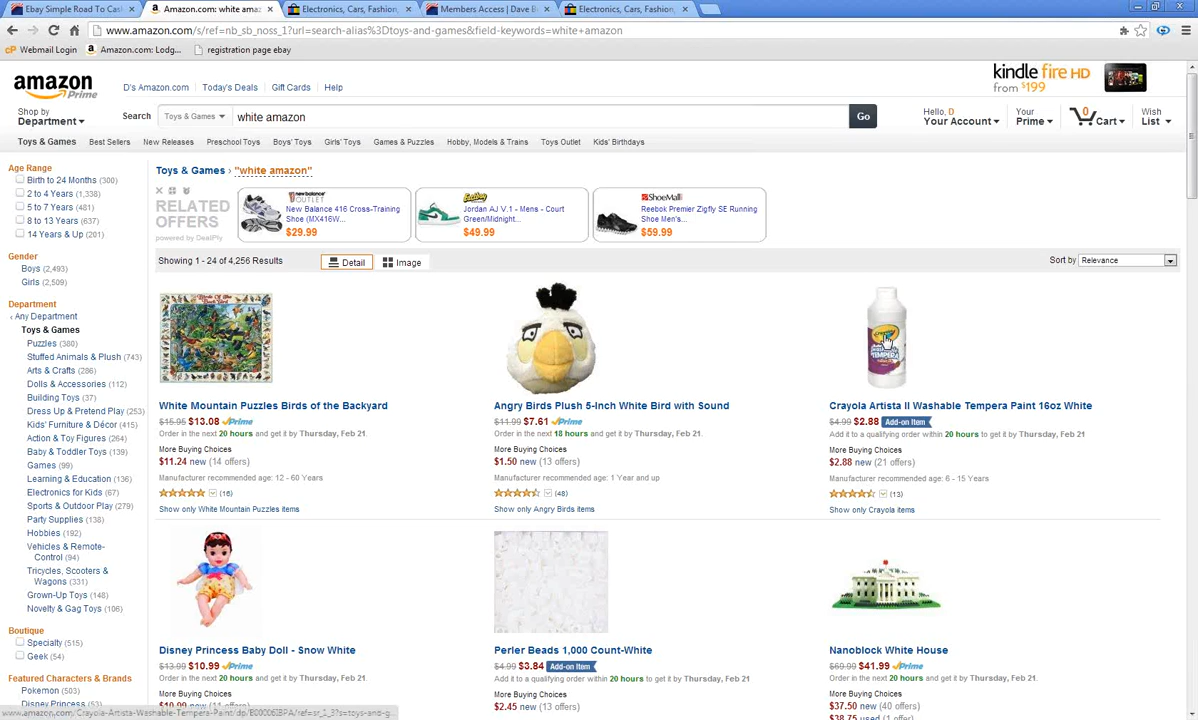 Ebay Simple Road To Cas
Amazon.com: white amaz
Electronics, Cars, Fashion,
Members Access | Dave B
Electronics, Cars, Fashion,
www.amazon.com/s/ref=nb_sb_noss_1?url=search-alias%3Dtoys-and-games&field-keywords=white+amazon
cP Webmail Login
Amazon.com: Lodg...
registration page ebay
amazon Prime
D's Amazon.com
Today's Deals
Gift Cards
Help
kindle fire HD
from $199
Shop by
Department
Search
Toys & Games
white amazon
Go
Hello, D
Your Account
Your
Prime
0
Cart
Wish
List
Toys & Games
Best Sellers
New Releases
Preschool Toys
Boys' Toys
Girls' Toys
Games & Puzzles
Hobby, Models & Trains
Toys Outlet
Kids' Birthdays
Age Range
Birth to 24 Months (300)
2 to 4 Years (1,338)
5 to 7 Years (481)
8 to 13 Years (637)
14 Years & Up (201)
Gender
Boys (2,493)
Girls (2,509)
Department
‹ Any Department
Toys & Games
Puzzles (380)
Stuffed Animals & Plush (743)
Arts & Crafts (286)
Dolls & Accessories (112)
Building Toys (37)
Dress Up & Pretend Play (253)
Kids' Furniture & Décor (415)
Action & Toy Figures (264)
Baby & Toddler Toys (139)
Games (99)
Learning & Education (136)
Electronics for Kids (67)
Sports & Outdoor Play (279)
Party Supplies (138)
Hobbies (192)
Vehicles & Remote-
Control (94)
Tricycles, Scooters &
Wagons (331)
Grown-Up Toys (148)
Novelty & Gag Toys (106)
Boutique
Specialty (515)
Geek (54)
Featured Characters & Brands
Pokemon (503)
Disney Princess (53)
Toys & Games › "white amazon"
RELATED
OFFERS
powered by DealPly
new balance
OUTLET
New Balance 416 Cross-Training
Shoe (MX416W...
$29.99
Eastbay
Jordan AJ V.1 - Mens - Court
Green/Midnight...
$49.99
ShoeMall
Reebok Premier Zigfly SE Running
Shoe Men's...
$59.99
Showing 1 - 24 of 4,256 Results
Detail
Image
Sort by
Relevance
White Mountain Puzzles Birds of the Backyard
$15.95 $13.08 Prime
Order in the next 20 hours and get it by Thursday, Feb 21.
More Buying Choices
$11.24 new (14 offers)
Manufacturer recommended age: 12 - 60 Years
(16)
Show only White Mountain Puzzles items
Angry Birds Plush 5-Inch White Bird with Sound
$11.99 $7.61 Prime
Order in the next 18 hours and get it by Thursday, Feb 21.
More Buying Choices
$1.50 new (13 offers)
Manufacturer recommended age: 1 Year and up
(48)
Show only Angry Birds items
Crayola
Crayola Artista II Washable Tempera Paint 16oz White
$4.99 $2.88 Add-on Item
Add it to a qualifying order within 20 hours to get it by Thursday, Feb 21
More Buying Choices
$2.88 new (21 offers)
Manufacturer recommended age: 6 - 15 Years
(13)
Show only Crayola items
Disney Princess Baby Doll - Snow White
$13.99 $10.99 Prime
Order in the next 20 hours and get it by Thursday, Feb 21.
More Buying Choices
$10.99 new (11 offers)
Perler Beads 1,000 Count-White
$4.99 $3.84 Add-on Item
Add it to a qualifying order within 20 hours to get it by Thursday, Feb 21
More Buying Choices
$2.45 new (13 offers)
Nanoblock White House
$69.99 $41.99 Prime
Order in the next 20 hours and get it by Thursday, Feb 21.
More Buying Choices
$37.50 new (40 offers)
$38.75 used (1 offer)